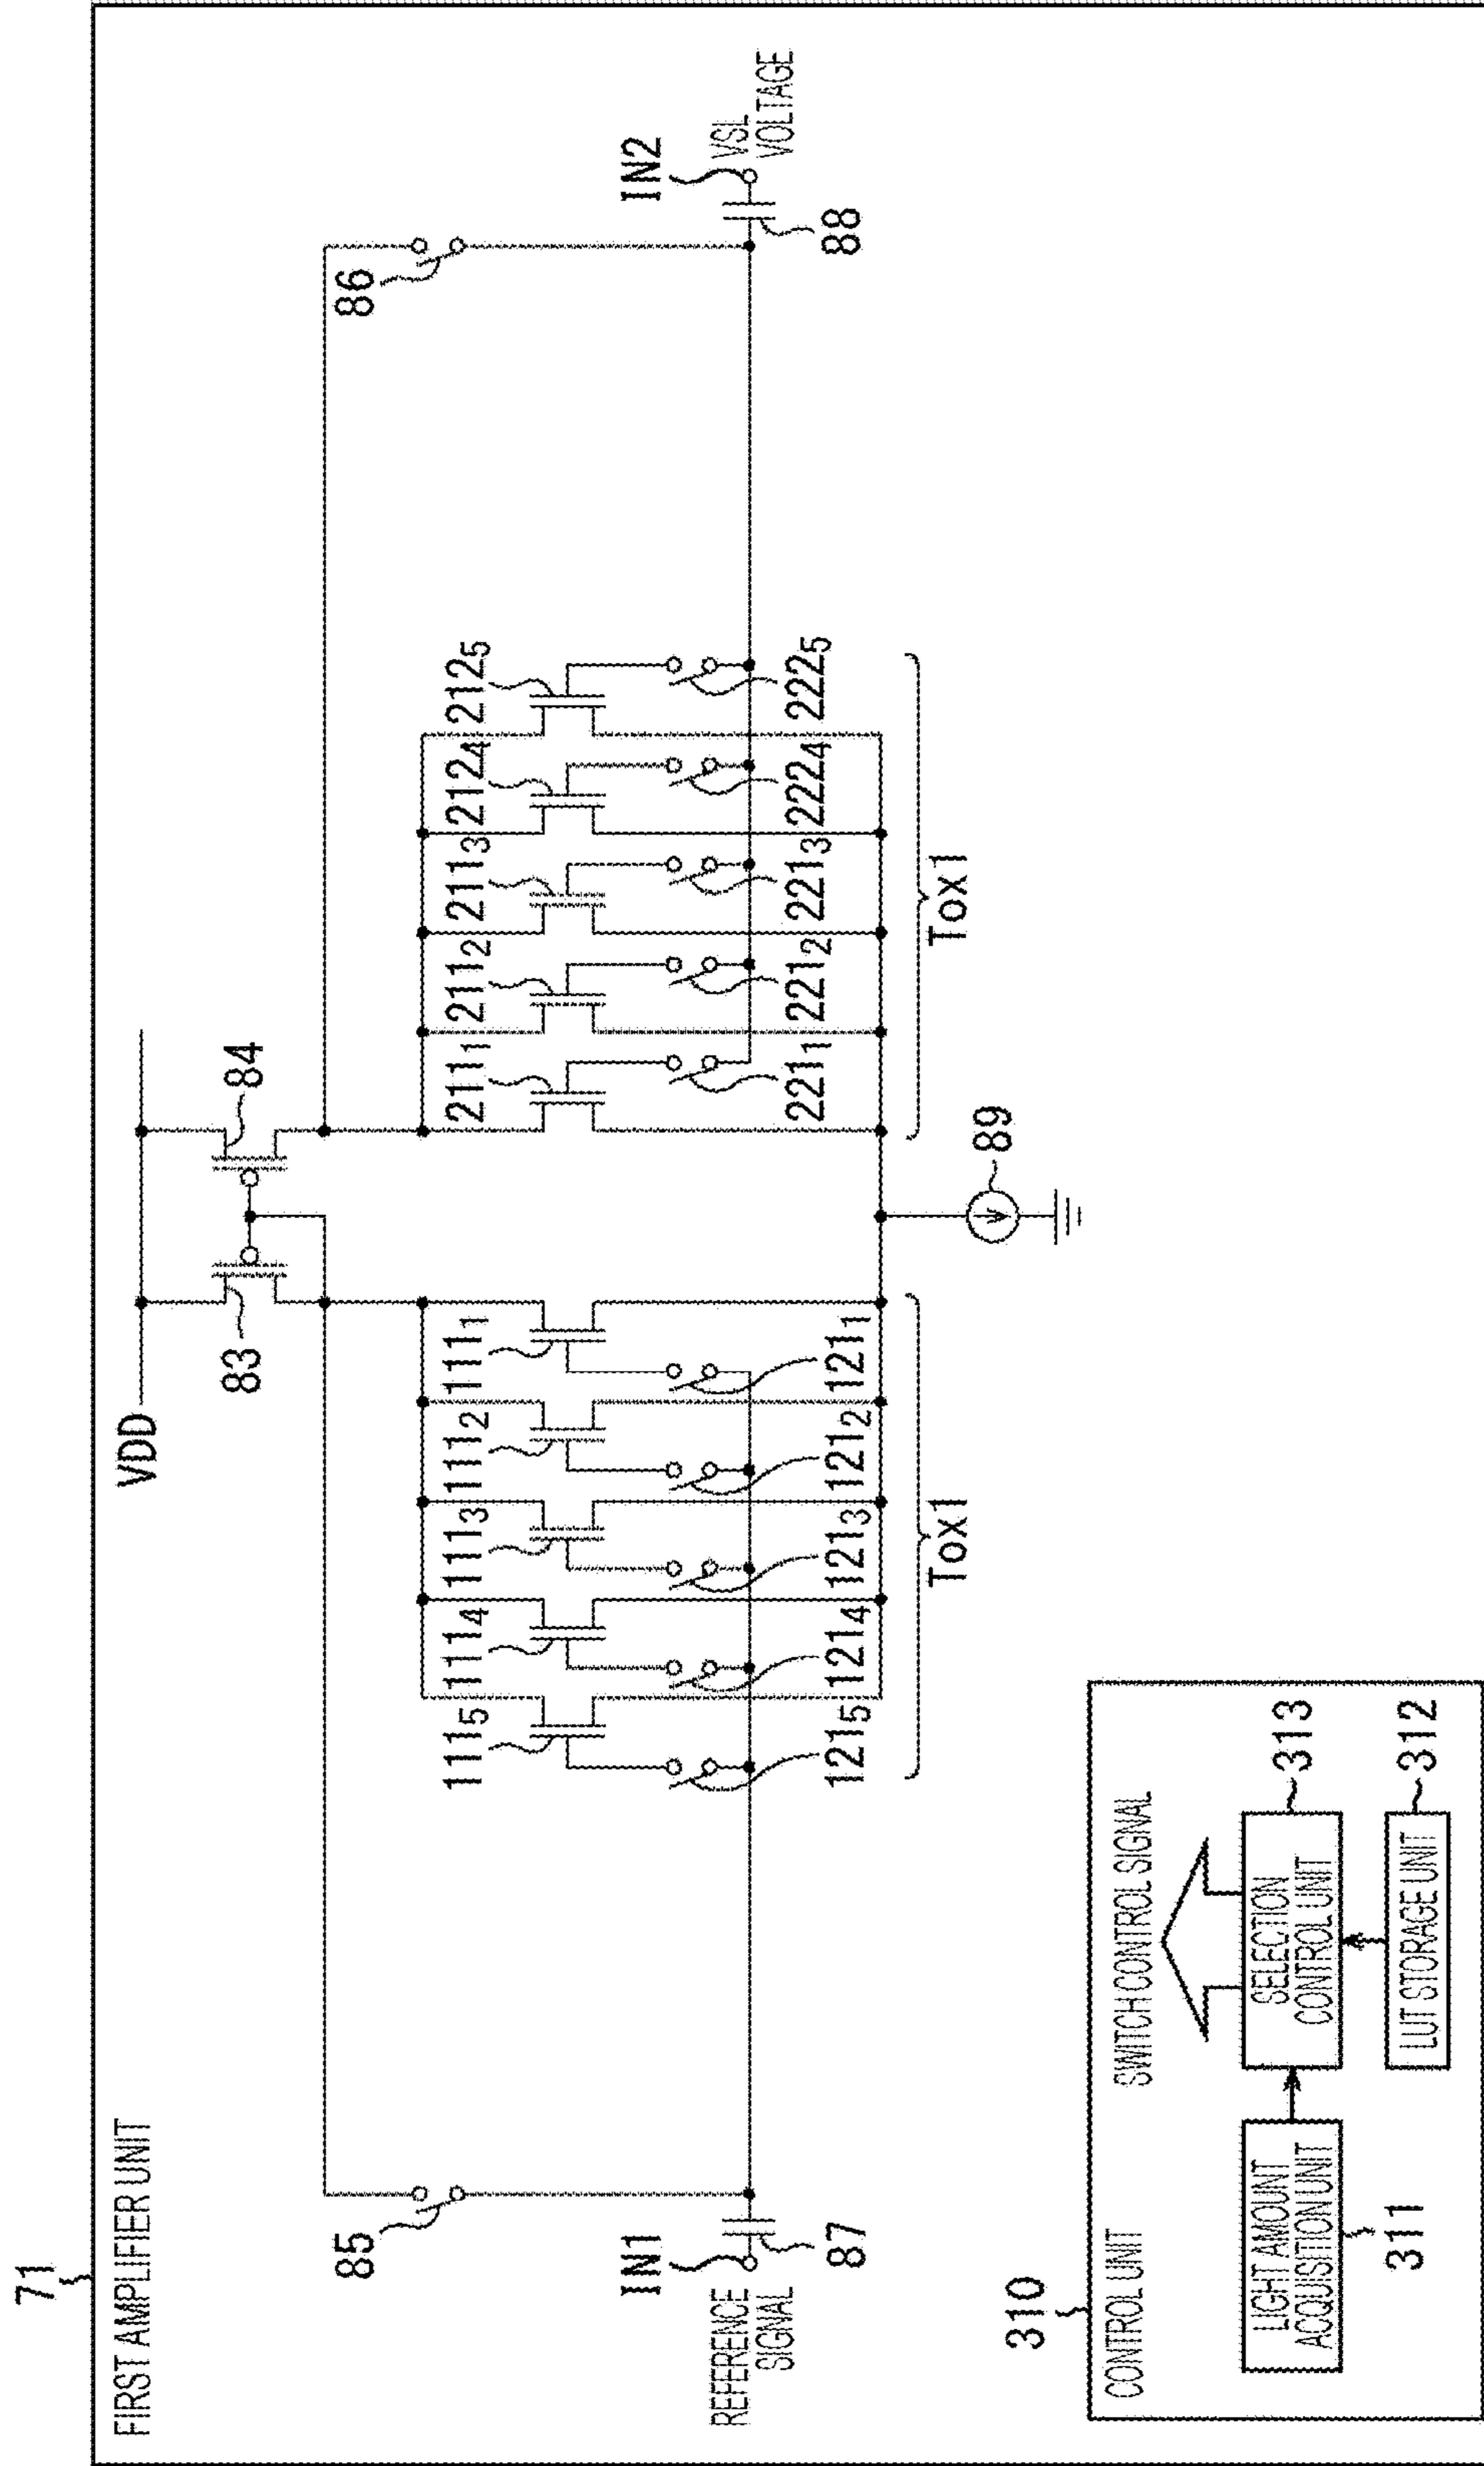 71
FIRST AMPLIFIER UNIT
VDD
83
84
85
86
111₅
111₄
111₃
111₂
111₁
211₁
211₂
211₃
212₄
212₅
IN1
IN2
REFERENCE
SIGNAL
VSL
VOLTAGE
87
88
121₅
121₄
121₃
121₂
121₁
221₁
221₂
221₃
222₄
222₅
Tox1
89
Tox1
310
CONTROL UNIT
SWITCH CONTROL SIGNAL
LIGHT AMOUNT
ACQUISITION UNIT
311
SELECTION
CONTROL UNIT
313
LUT STORAGE UNIT
312